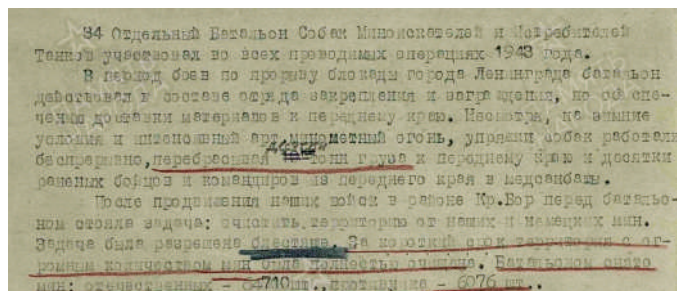 34 Отдельный Батальон Собак Миноискателей и Истребителей
Танков участвовал во всех проводимых операциях 1943 года.
В период боев по прорыву блокады города Ленинграда батальон
действовал в составе отряда закрепления и заграждения, по обеспе-
чению доставки материалов к переднему краю. Несмотря, на зимние
условия и интенсивный арт.минометный огонь, упряжки собак работали
беспрерывно, перебрасывая тонн груза к переднему краю и десятки
раненых бойцов и командиров из переднего края в медсанбаты.
После продвижения наших войск в районе Кр.Бор перед батальо-
ном стояла задача: очистить территорию от наших и немецких мин.
Задача была разрешена блестяще. За короткий срок территория с ог-
ромным количеством мин была полностью очищена. Батальоном снято
мин: отечественных - 64710 шт., противника - 6076 шт..